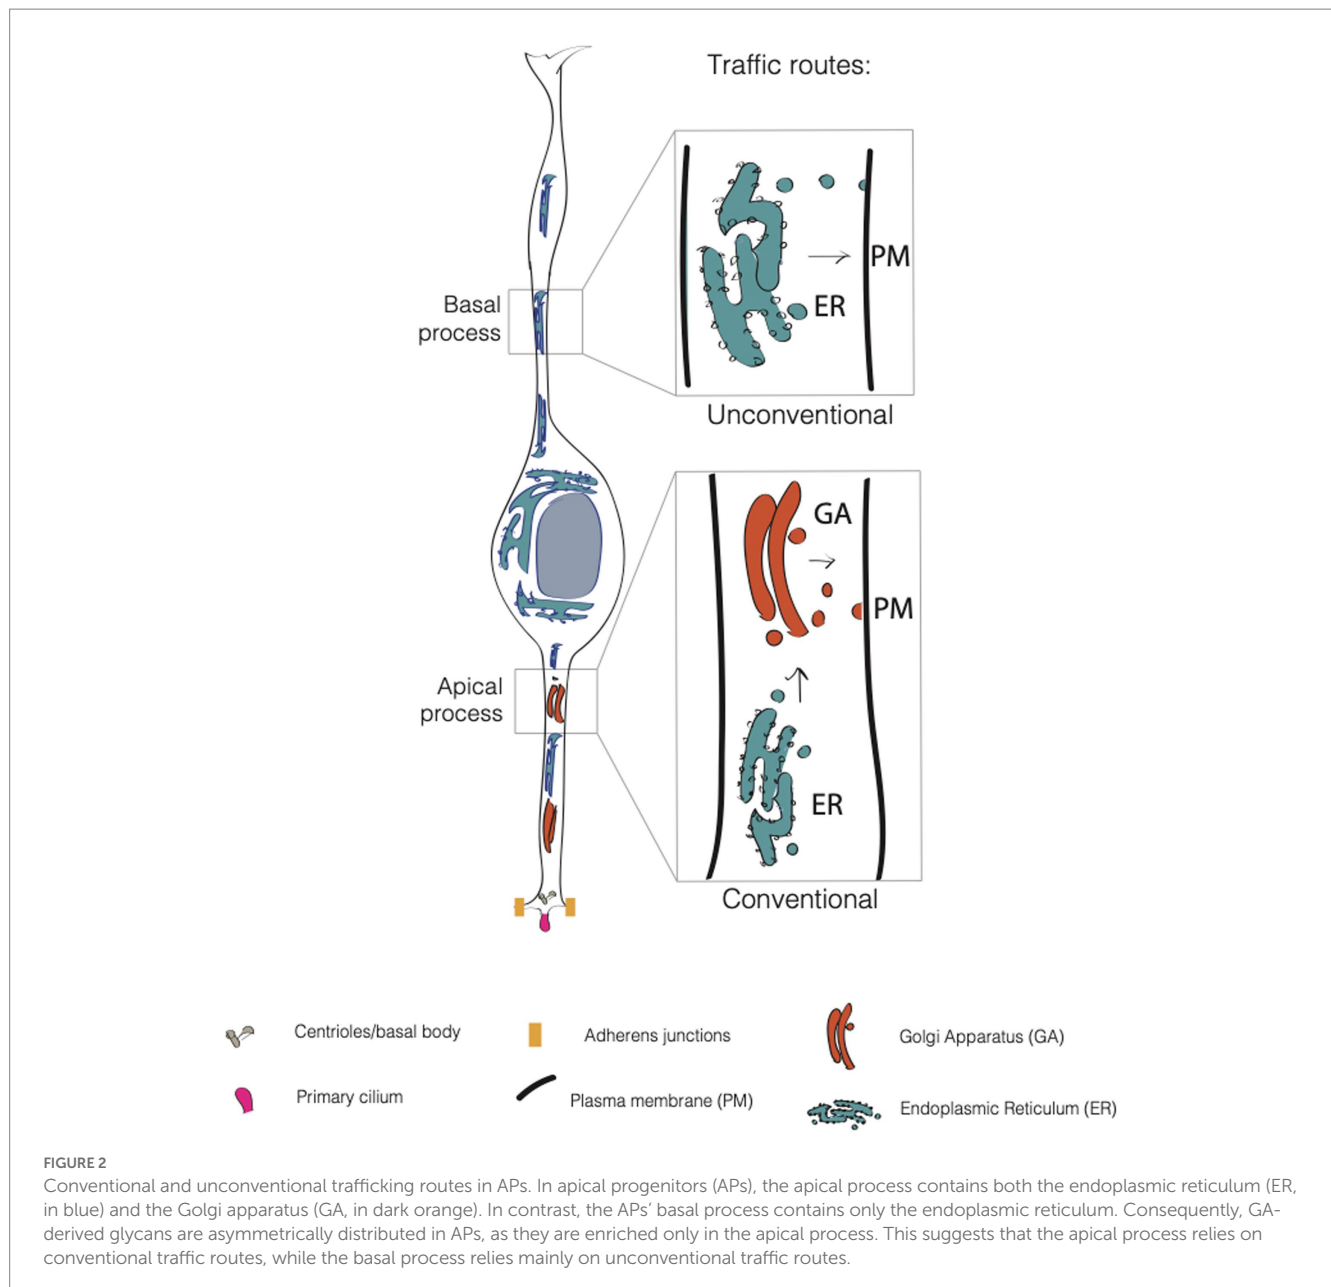 Traffic routes:
Basal
process
PM
ER
Unconventional
GA
PM
Apical
process
ER
Conventional
Centrioles/basal body
Adherens junctions
Golgi Apparatus (GA)
Primary cilium
Plasma membrane (PM)
Endoplasmic Reticulum (ER)
FIGURE 2
Conventional and unconventional trafficking routes in APs. In apical progenitors (APs), the apical process contains both the endoplasmic reticulum (ER,
in blue) and the Golgi apparatus (GA, in dark orange). In contrast, the APs’ basal process contains only the endoplasmic reticulum. Consequently, GA-
derived glycans are asymmetrically distributed in APs, as they are enriched only in the apical process. This suggests that the apical process relies on
conventional traffic routes, while the basal process relies mainly on unconventional traffic routes.